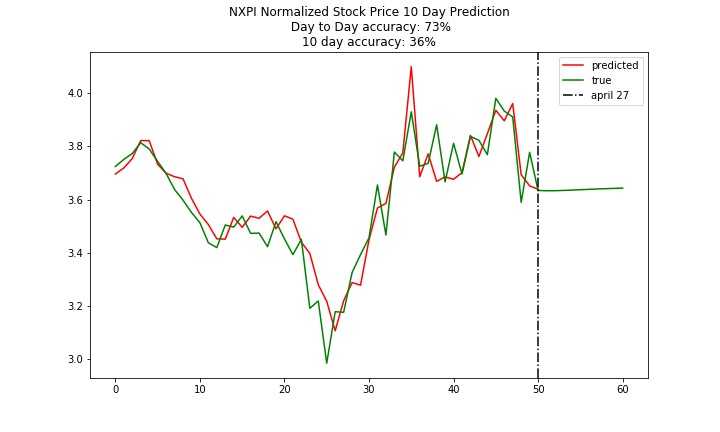 NXPI Normalized Stock Price 10 Day Prediction
Day to Day accuracy: 73%
10 day accuracy: 36%
predicted
true
april 27
4.0
3.8
3.6
3.4
3.2
3.0
0 10 20 30 40 50 60